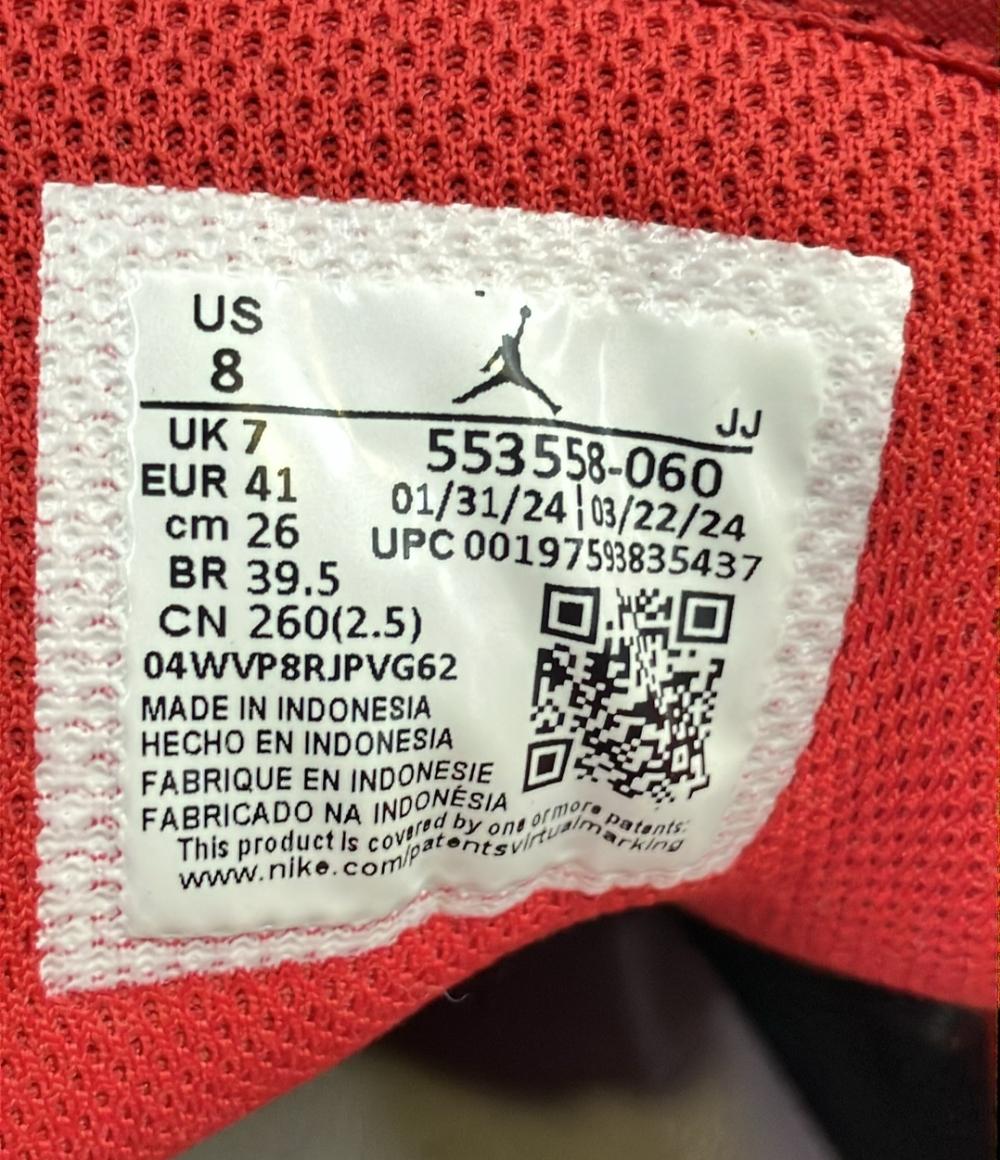 US
8
JJ
UK 7
553558-060
EUR 41
01/31/24 | 03/22/24
cm 26
UPC 00197593835437
BR 39.5
CN 260(2.5)
04WVP8RJPVG62
MADE IN INDONESIA
HECHO EN INDONESIA
FABRIQUE EN INDONESIE
FABRICADO NA INDONÉSIA
This product is covered by one or more patents:
www.nike.com/patentsvirtualmarking